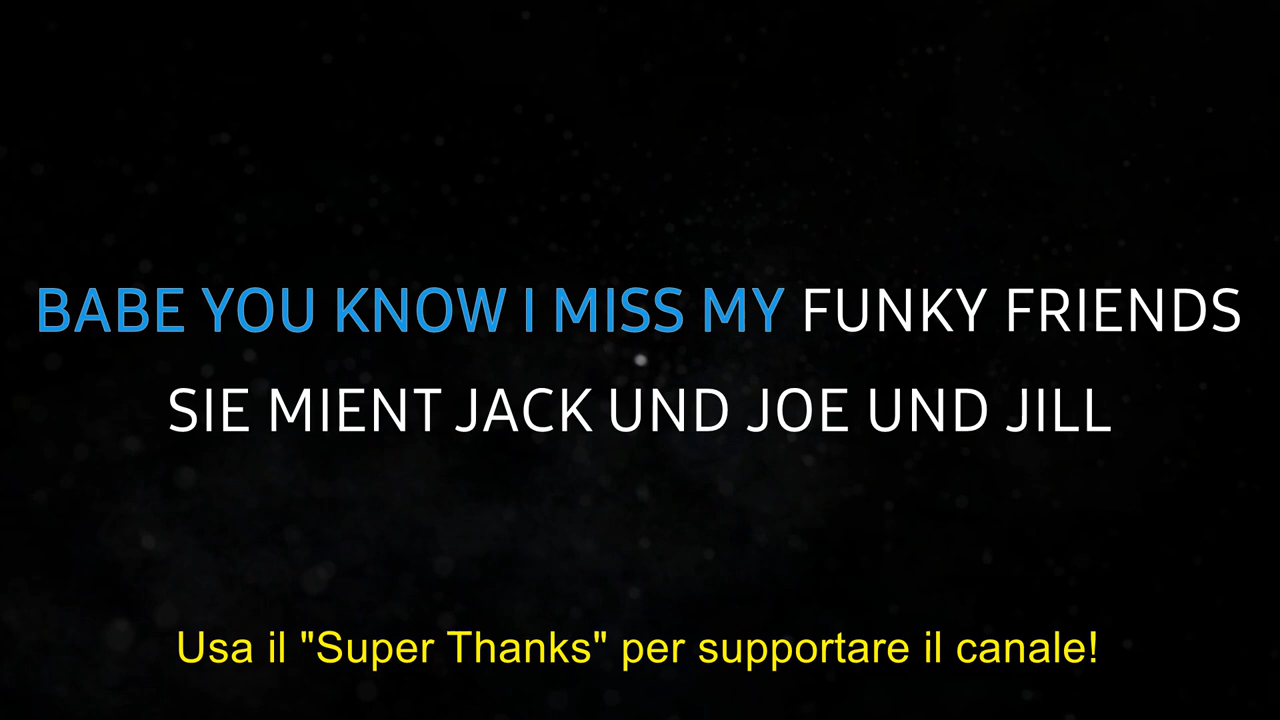 BABE YOU KNOW I MISS MY FUNKY FRIENDS
SIE MIENT JACK UND JOE UND JILL
Usa il "Super Thanks" per supportare il canale!